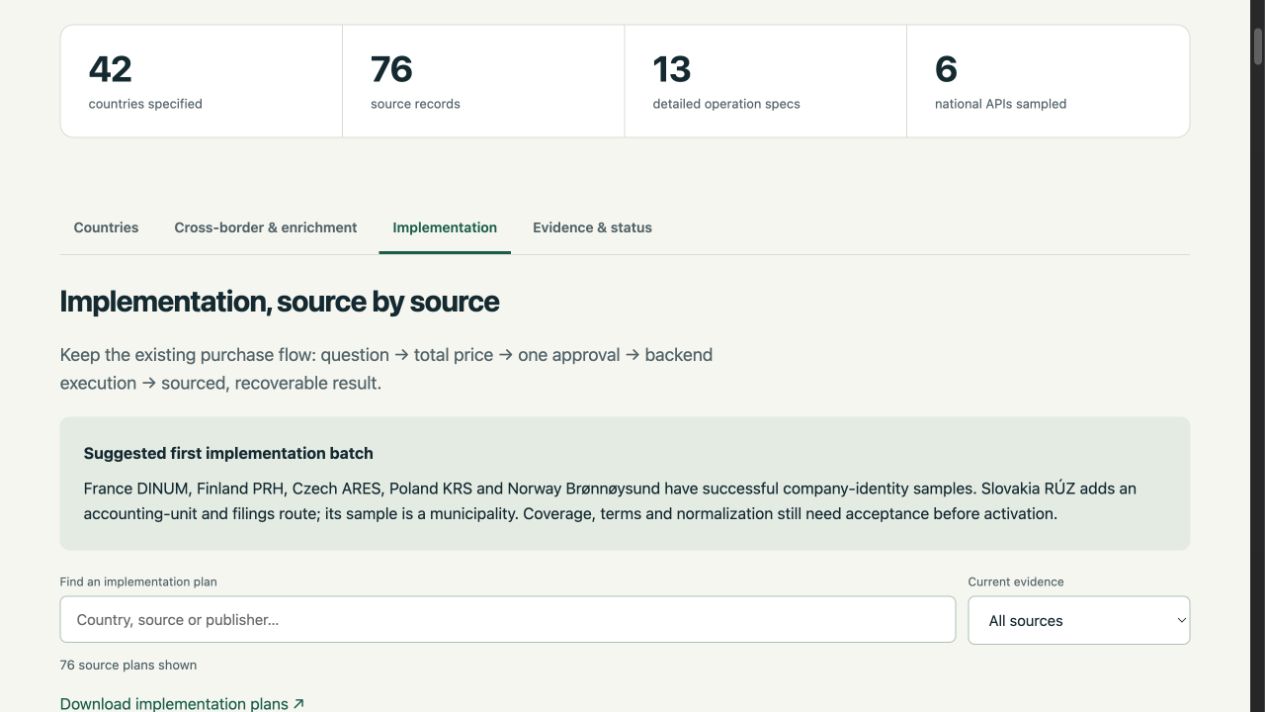 42
countries specified
76
source records
13
detailed operation specs
6
national APIs sampled
Countries
Cross-border & enrichment
Implementation
Evidence & status
Implementation, source by source
Keep the existing purchase flow: question → total price → one approval → backend
execution → sourced, recoverable result.
Suggested first implementation batch
France DINUM, Finland PRH, Czech ARES, Poland KRS and Norway Brønnøysund have successful company-identity samples. Slovakia RÚZ adds an
accounting-unit and filings route; its sample is a municipality. Coverage, terms and normalization still need acceptance before activation.
Find an implementation plan
Current evidence
Country, source or publisher...
All sources
76 source plans shown
Download implementation plans ↗